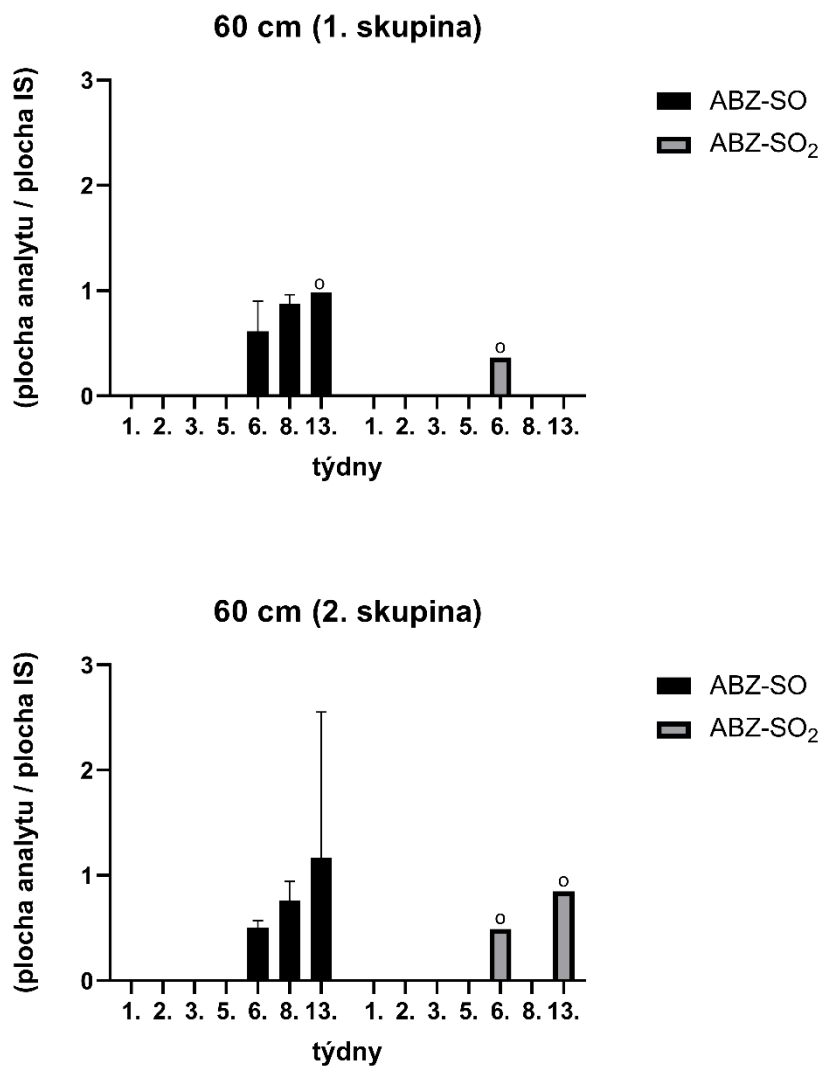 60 cm (1. skupina)
(plocha analytu / plocha IS)
3
2
1
0
o
o
1. 2. 3. 5. 6. 8. 13. 1. 2. 3. 5. 6. 8. 13.
týdny
ABZ-SO
ABZ-SO₂
60 cm (2. skupina)
(plocha analytu / plocha IS)
3
2
1
0
o
o
1. 2. 3. 5. 6. 8. 13. 1. 2. 3. 5. 6. 8. 13.
týdny
ABZ-SO
ABZ-SO₂